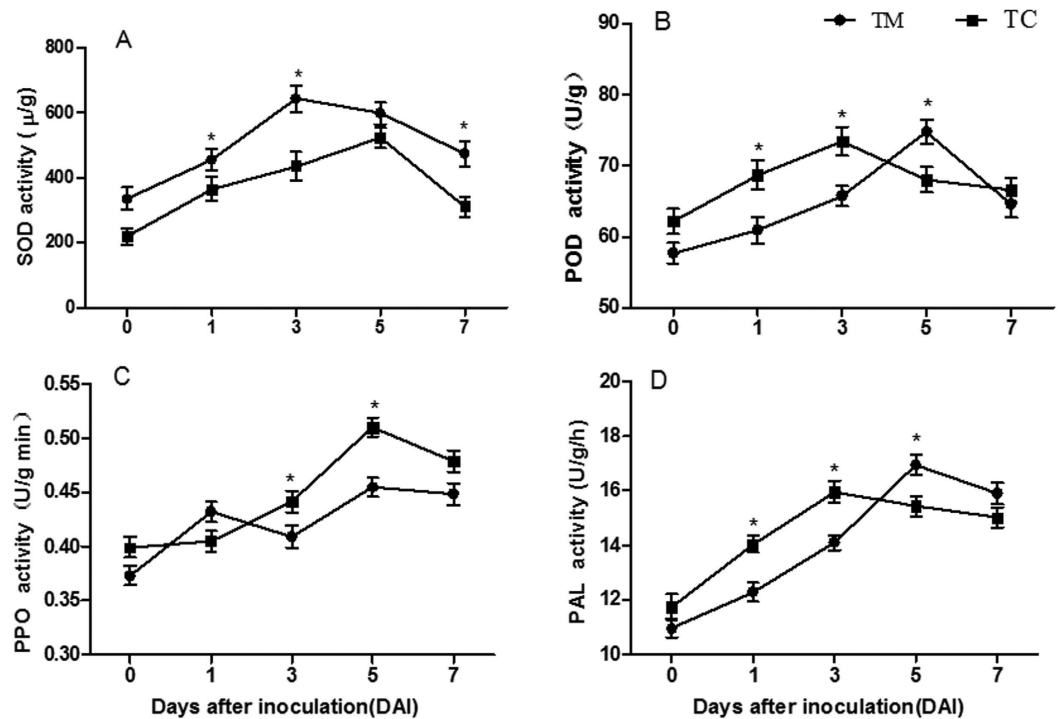 A
SOD activity ( μ/g)
800
600
400
200
0
* * *
0 1 3 5 7
B
TM TC
POD activity (U/g)
90
80
70
60
50
* * *
0 1 3 5 7
C
PPO activity (U/g min)
0.55
0.50
0.45
0.40
0.35
0.30
* *
0 1 3 5 7
Days after inoculation(DAI)
D
PAL activity (U/g/h)
20
18
16
14
12
10
* * *
0 1 3 5 7
Days after inoculation(DAI)